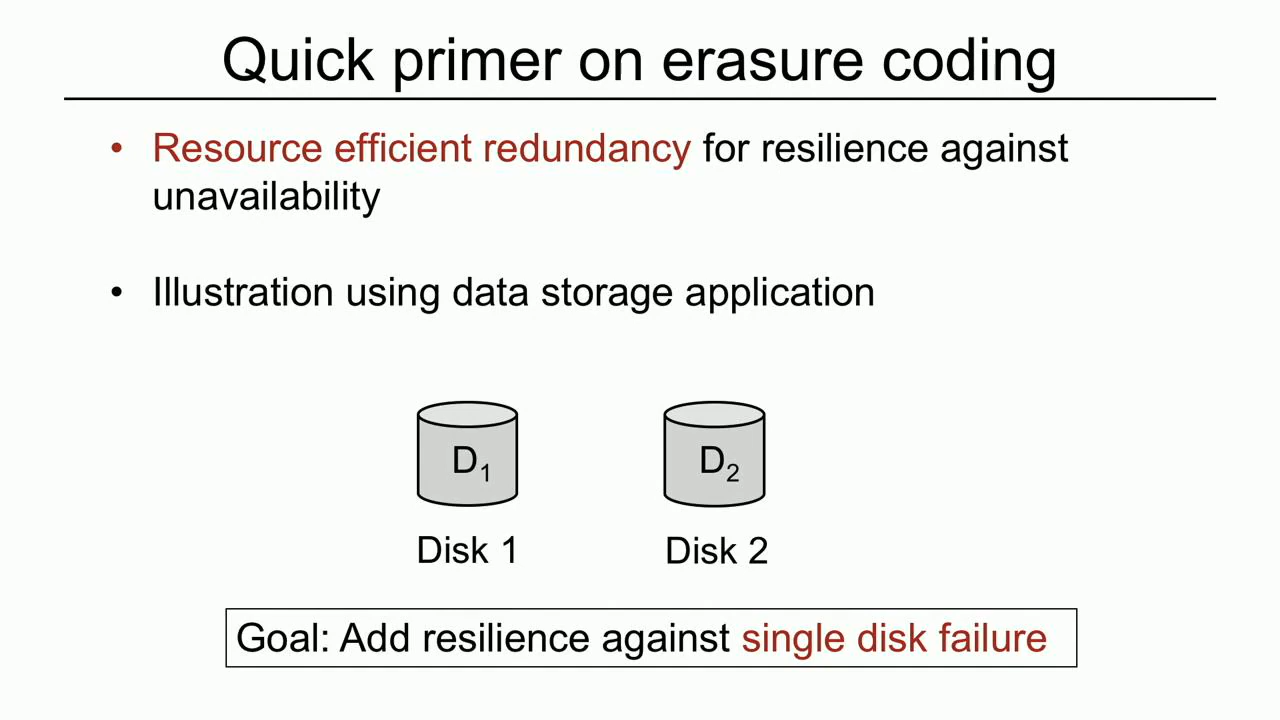 Quick primer on erasure coding
• Resource efficient redundancy for resilience against
unavailability
• Illustration using data storage application
D₁ D₂
Disk 1 Disk 2
Goal: Add resilience against single disk failure